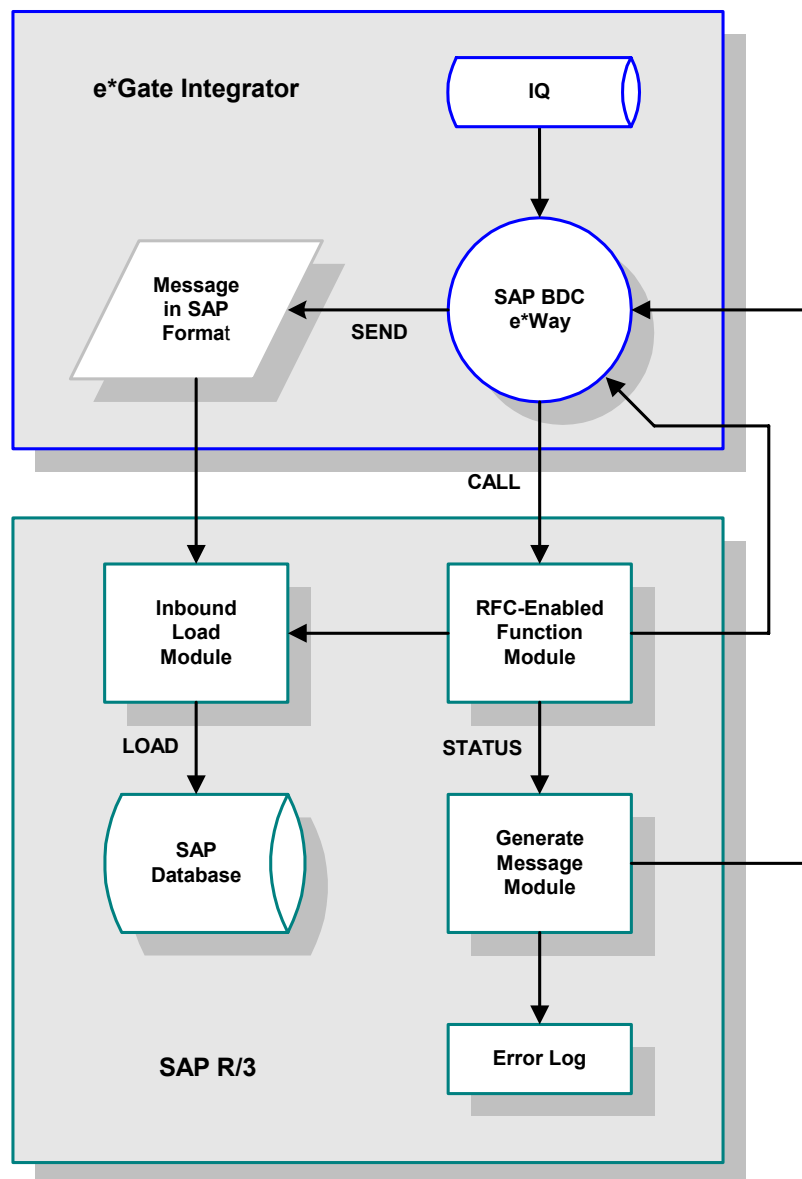 e*Gate Integrator
IQ
Message
in SAP
Format
SEND
SAP BDC
e*Way
CALL
Inbound
Load
Module
RFC-Enabled
Function
Module
LOAD
STATUS
SAP
Database
Generate
Message
Module
SAP R/3
Error Log